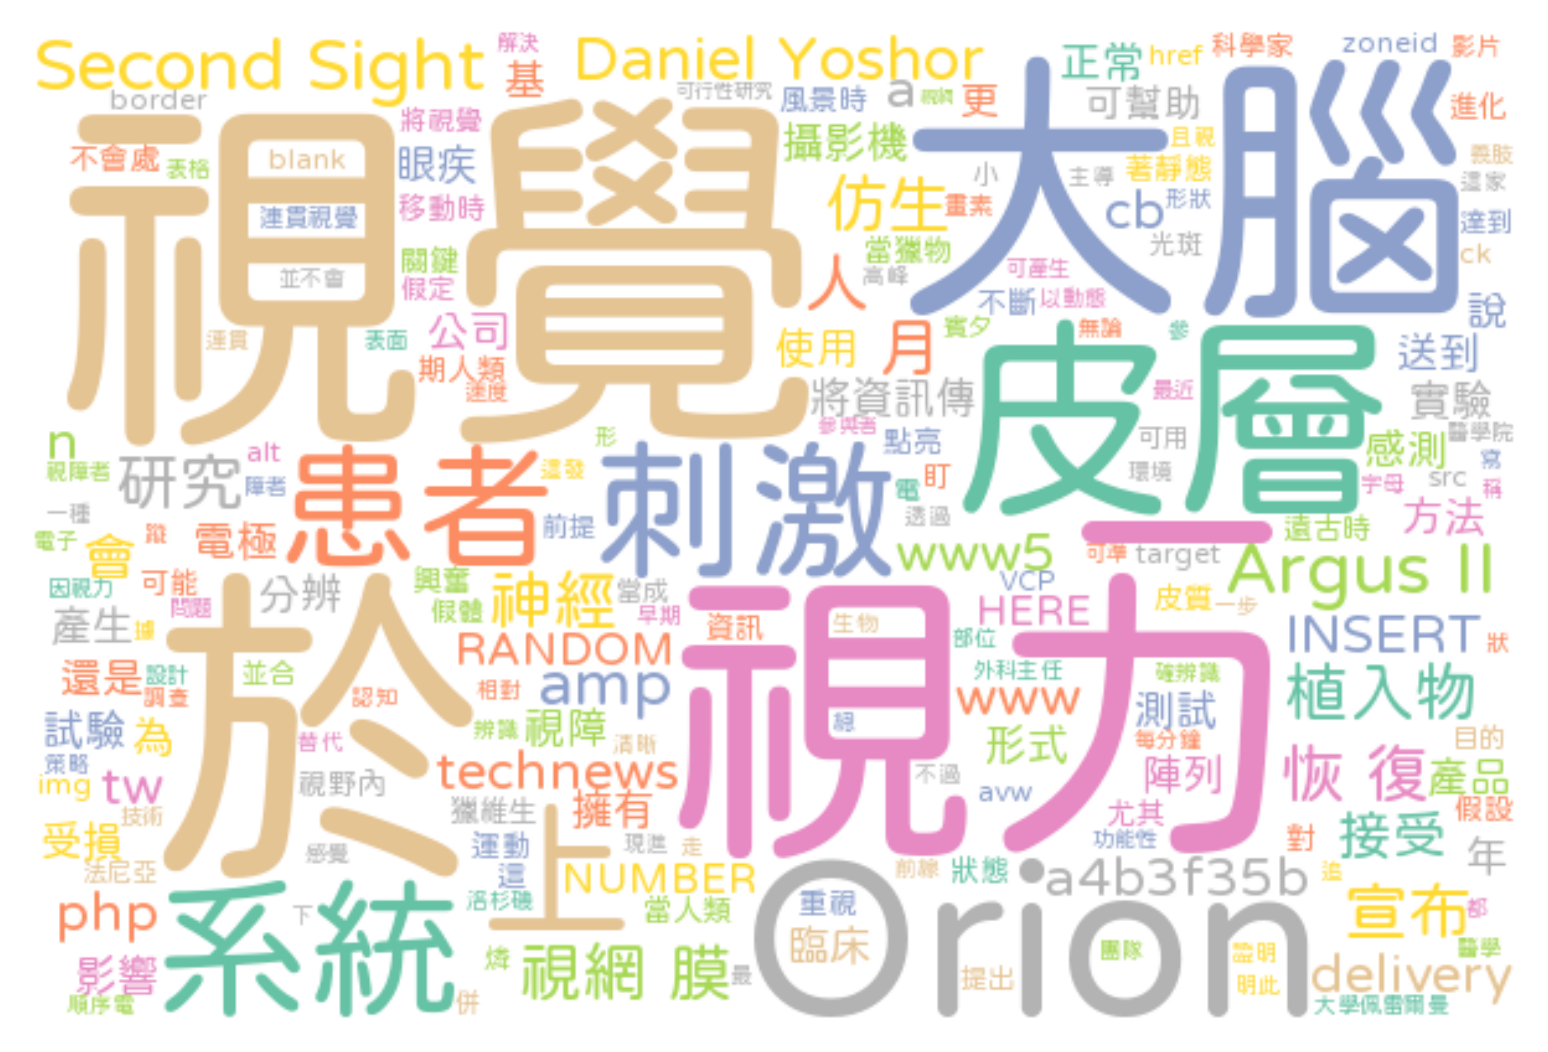 Second Sight
解決
Daniel Yoshor
正常
href
科學家
zoneid
影片
基
border
可行性研究
風景時
a
視網
更
可幫助
進化
將視覺
視覺
大腦
不會處
表格
blank
眼疾
攝影機
且視
著靜態
義肢
小
主導
這家
移動時
仿生
畫素
cb
形狀
連貫視覺
達到
關鍵
當獵物
光斑
ck
並不會
假定
人
高峰
可產生
不斷
以動態
說
公司
連貫
表面
使用
月
賓夕
無論
參
送到
皮層
期人類
速度
將資訊傳
最近
實驗
n
alt
形
參與者
點亮
可用
感測
醫學院
視障者
研究
障者
患者
還發
刺激
電
盯
環境
字母
src
寫
稱
一種
前提
透過
方法
電子
會
蹤
電極
www5
可準
target
遠古時
Argus II
因視力
可能
分辨
興奮
神經
當成
VCP
皮質
一步
問題
假體
早期
視力
HERE
產生
據
於
RANDOM
資訊
生物
部位
INSERT
狀
還是
設計
調查
並合
認知
相對
amp
外科主任
確辨識
www
植入物
試驗
為
替代
辨識
視障
清晰
總
形式
測試
每分鐘
目的
策略
img
tw
視野內
technews
不過
陣列
恢 復
產品
技術
獵維生
擁有
avw
尤其
假設
受損
感覺
上
運動
現進
走
功能性
對
接受
年
法尼亞
這
NUMBER
前線
狀態
a4b3f35b
追
php
系統
下
洛杉磯
當人類
重視
Orion
宣布
都
影響
煒
視網 膜
最
臨床
提出
團隊
證明
明此
醫學
delivery
順序電
併
大學佩雷爾曼